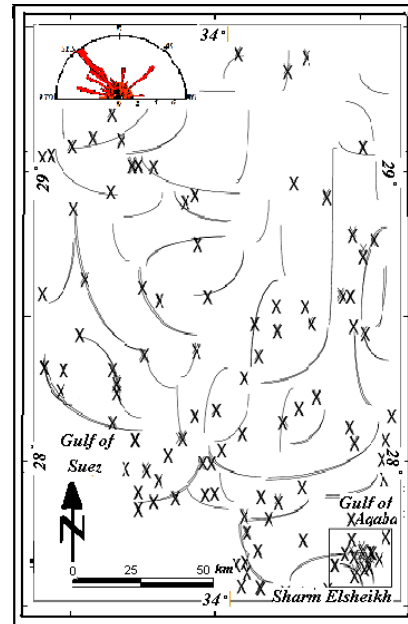 34°
29°
29°
Gulf of
Suez
28
28°
N
Gulf of
Aqaba
0 25 50 km
Sharm Elsheikh
34°